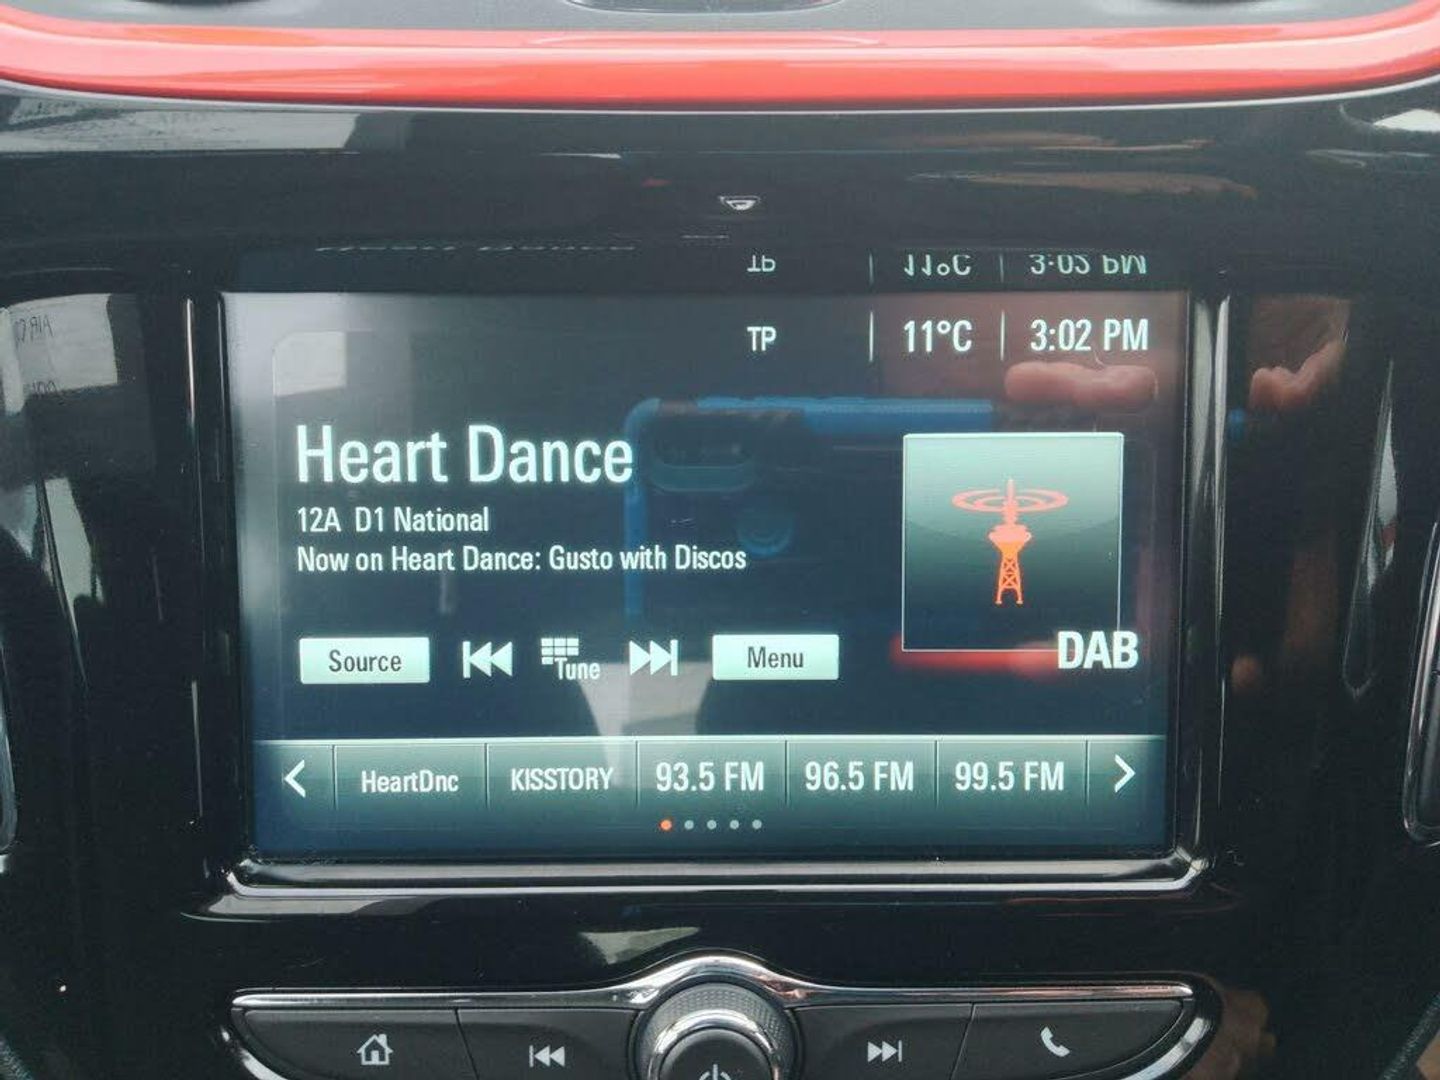 TP 11°C 3:02 PM
Heart Dance
12A D1 National
Now on Heart Dance: Gusto with Discos
Source Tune Menu
DAB
HeartDnc KISSTORY 93.5 FM 96.5 FM 99.5 FM